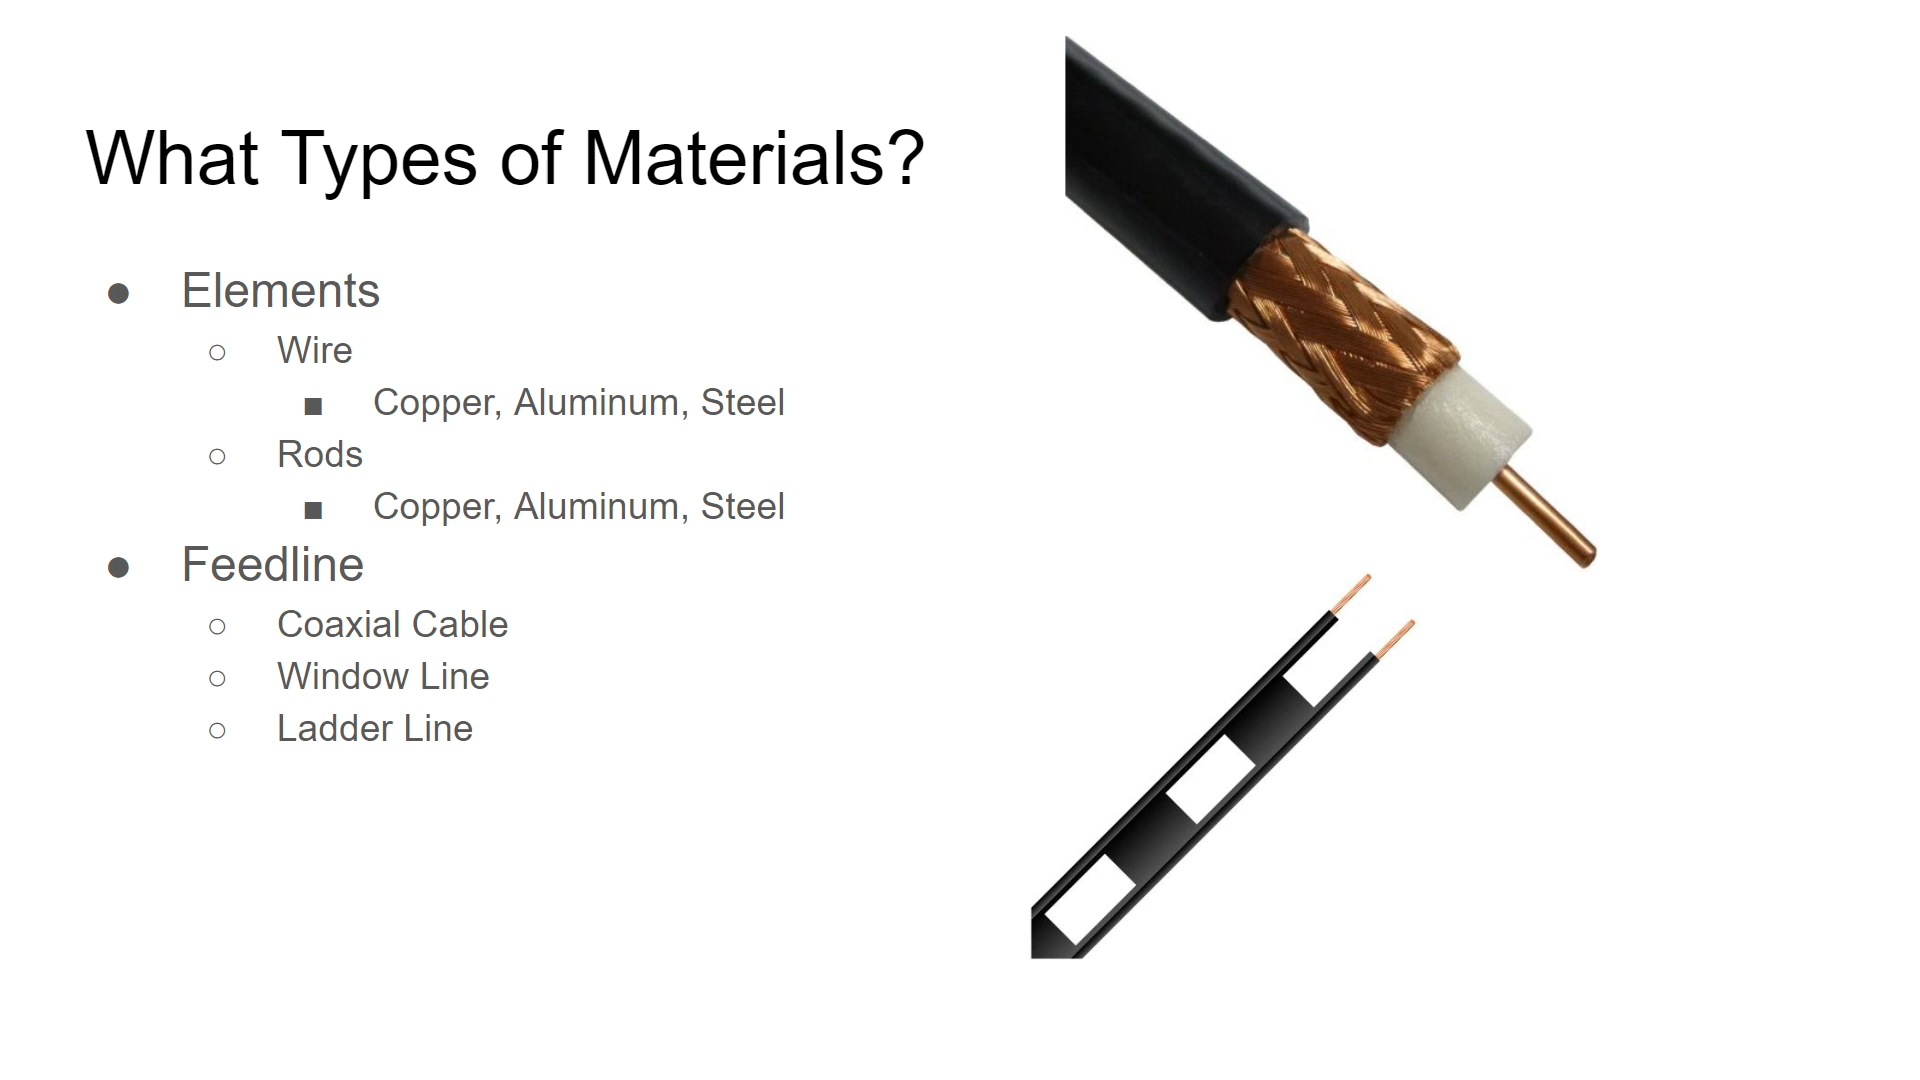 What Types of Materials?
● Elements
○ Wire
■ Copper, Aluminum, Steel
○ Rods
■ Copper, Aluminum, Steel
● Feedline
○ Coaxial Cable
○ Window Line
○ Ladder Line